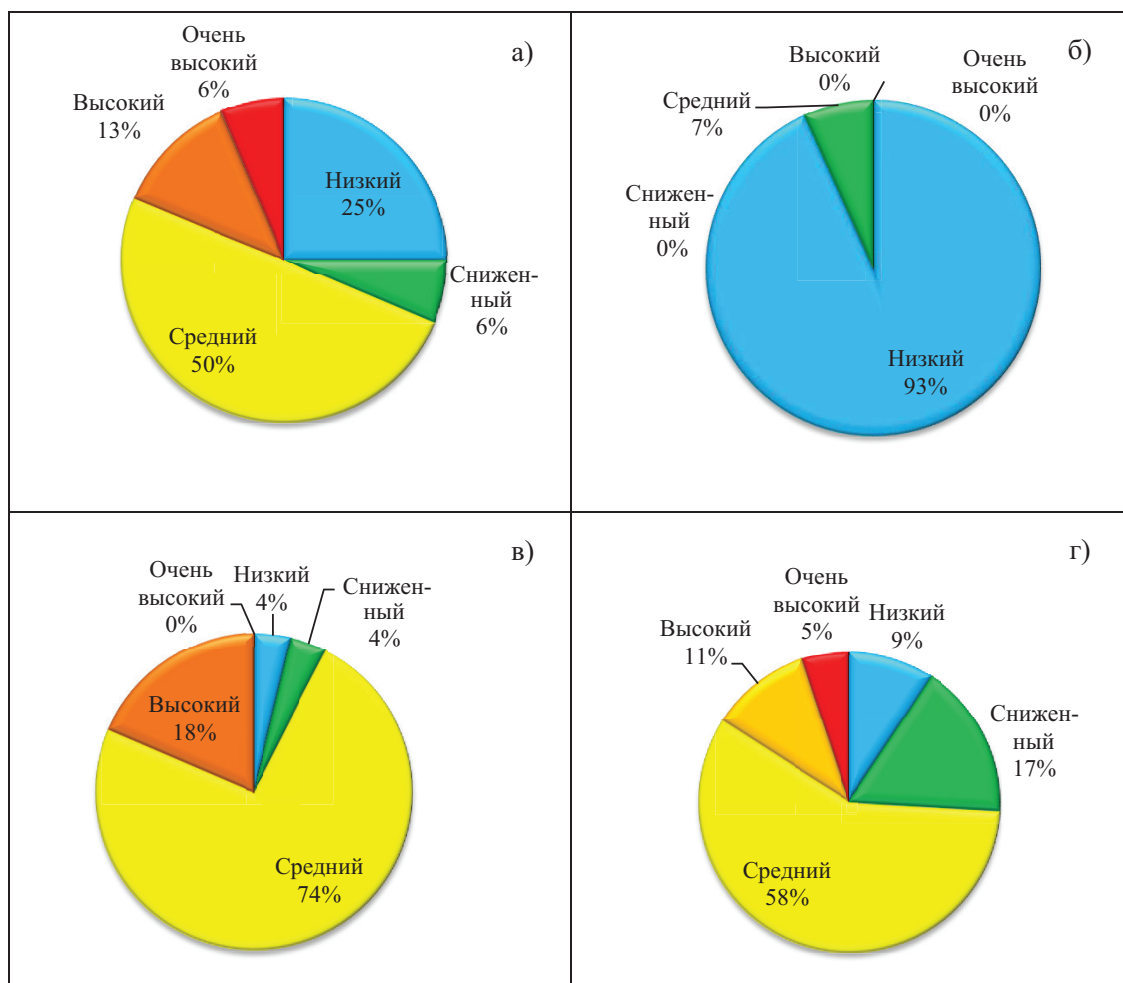 а)
Очень
высокий
6%
Высокий
13%
Низкий
25%
Снижен-
ный
6%
Средний
50%
б)
Высокий
0%
Очень
высокий
0%
Средний
7%
Снижен-
ный
0%
Низкий
93%
в)
Очень
высокий
0%
Низкий
4%
Снижен-
ный
4%
Высокий
18%
Средний
74%
г)
Очень
высокий
5%
Низкий
9%
Высокий
11%
Снижен-
ный
17%
Средний
58%